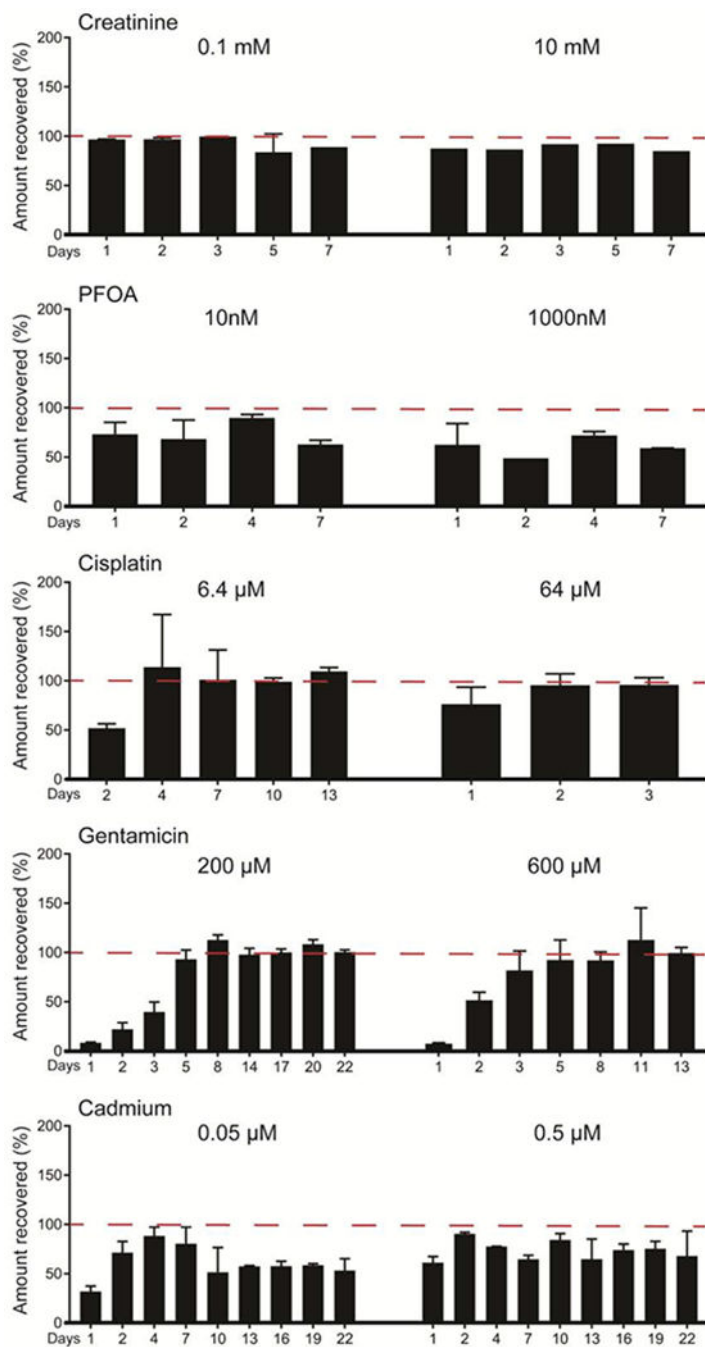 Creatinine
0.1 mM 10 mM
Amount recovered (%)
200
150
100
50
0
Days 1 2 3 5 7 1 2 3 5 7
PFOA
10nM 1000nM
Amount recovered (%)
200
150
100
50
0
Days 1 2 4 7 1 2 4 7
Cisplatin
6.4 µM 64 µM
Amount recovered (%)
200
150
100
50
0
Days 2 4 7 10 13 1 2 3
Gentamicin
200 µM 600 µM
Amount recovered (%)
200
150
100
50
0
Days 1 2 3 5 8 14 17 20 22 1 2 3 5 8 11 13
Cadmium
0.05 µM 0.5 µM
Amount recovered (%)
200
150
100
50
0
Days 1 2 4 7 10 13 16 19 22 1 2 4 7 10 13 16 19 22